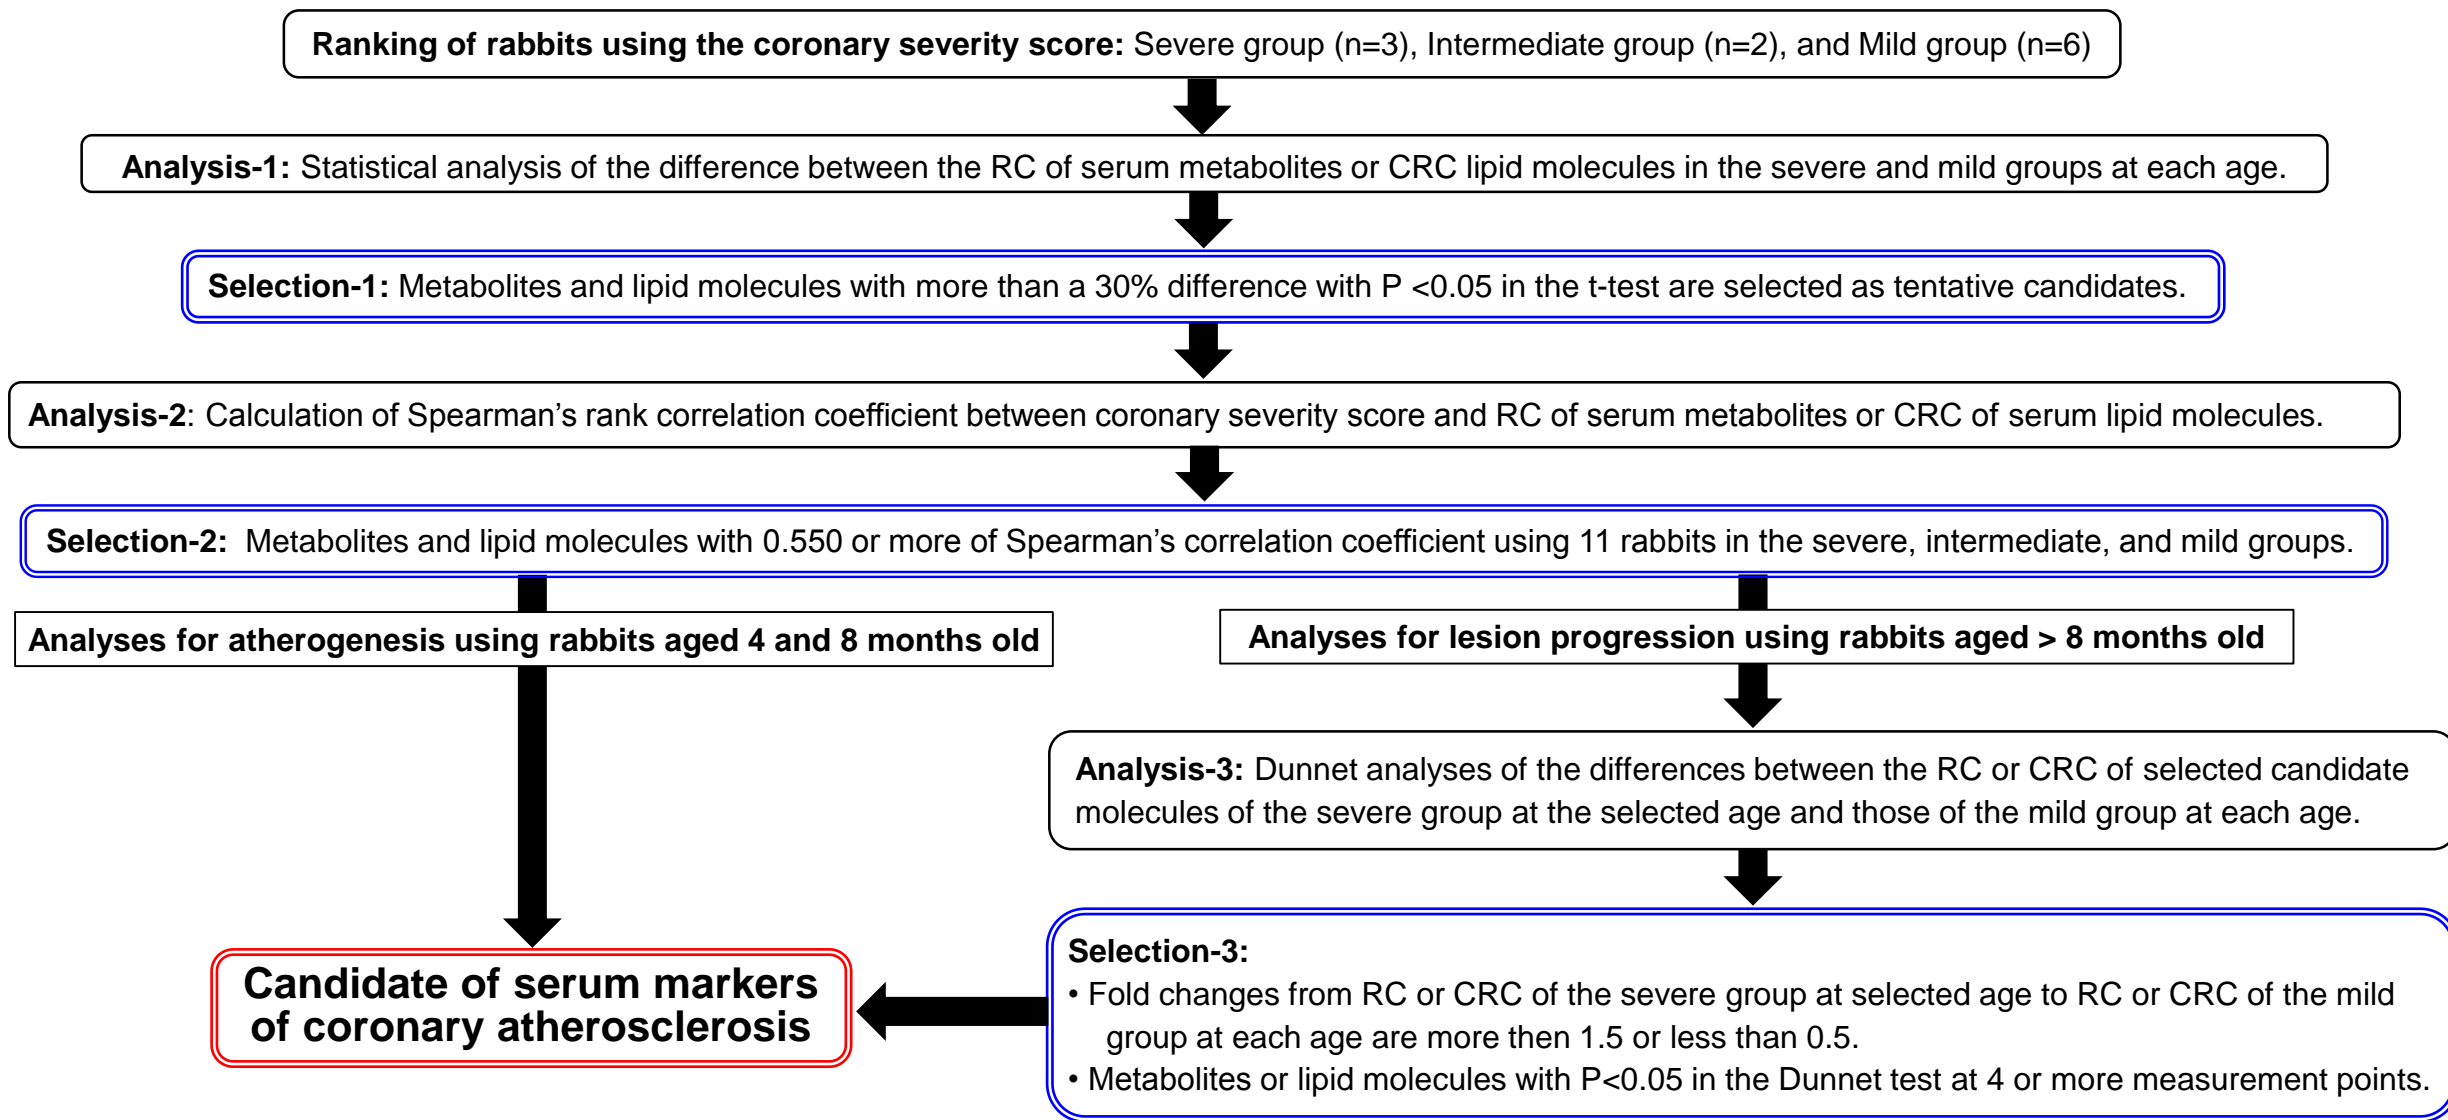 Ranking of rabbits using the coronary severity score: Severe group (n=3), Intermediate group (n=2), and Mild group (n=6)
Analysis-1: Statistical analysis of the difference between the RC of serum metabolites or CRC lipid molecules in the severe and mild groups at each age.
Selection-1: Metabolites and lipid molecules with more than a 30% difference with P <0.05 in the t-test are selected as tentative candidates.
Analysis-2: Calculation of Spearman’s rank correlation coefficient between coronary severity score and RC of serum metabolites or CRC of serum lipid molecules.
Selection-2: Metabolites and lipid molecules with 0.550 or more of Spearman’s correlation coefficient using 11 rabbits in the severe, intermediate, and mild groups.
Analyses for atherogenesis using rabbits aged 4 and 8 months old
Analyses for lesion progression using rabbits aged > 8 months old
Analysis-3: Dunnet analyses of the differences between the RC or CRC of selected candidate
molecules of the severe group at the selected age and those of the mild group at each age.
Selection-3:
• Fold changes from RC or CRC of the severe group at selected age to RC or CRC of the mild
group at each age are more then 1.5 or less than 0.5.
• Metabolites or lipid molecules with P<0.05 in the Dunnet test at 4 or more measurement points.
Candidate of serum markers
of coronary atherosclerosis